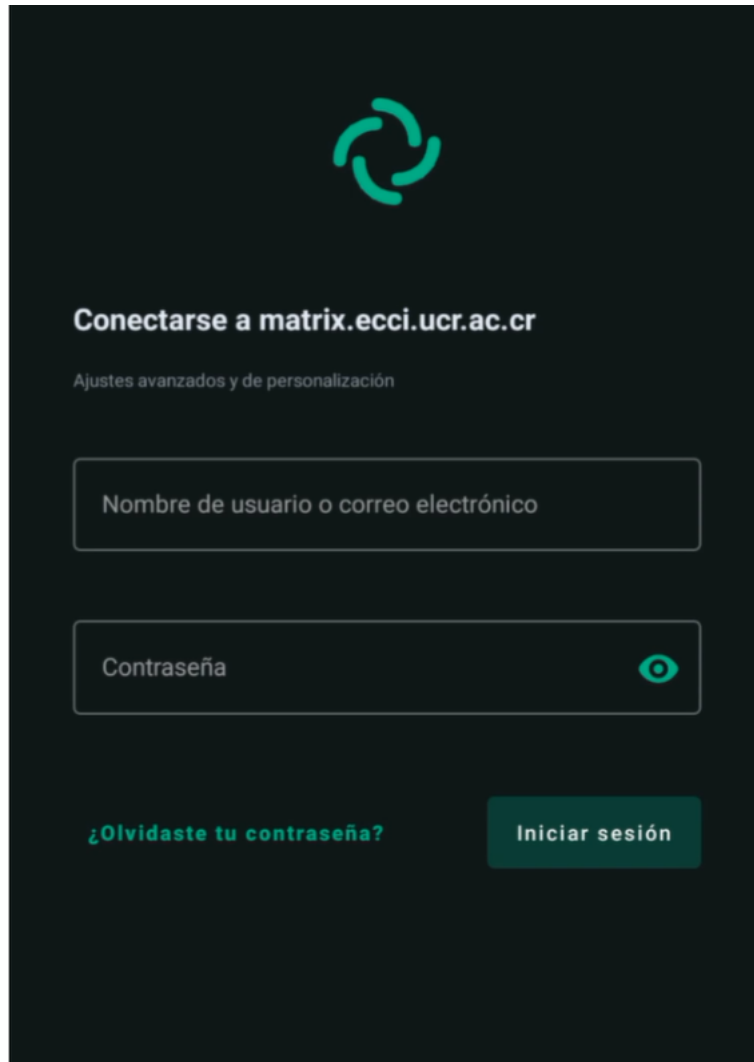 Conectarse a matrix.ecci.ucr.ac.cr
Ajustes avanzados y de personalización
Nombre de usuario o correo electrónico
Contraseña
¿Olvidaste tu contraseña?
Iniciar sesión